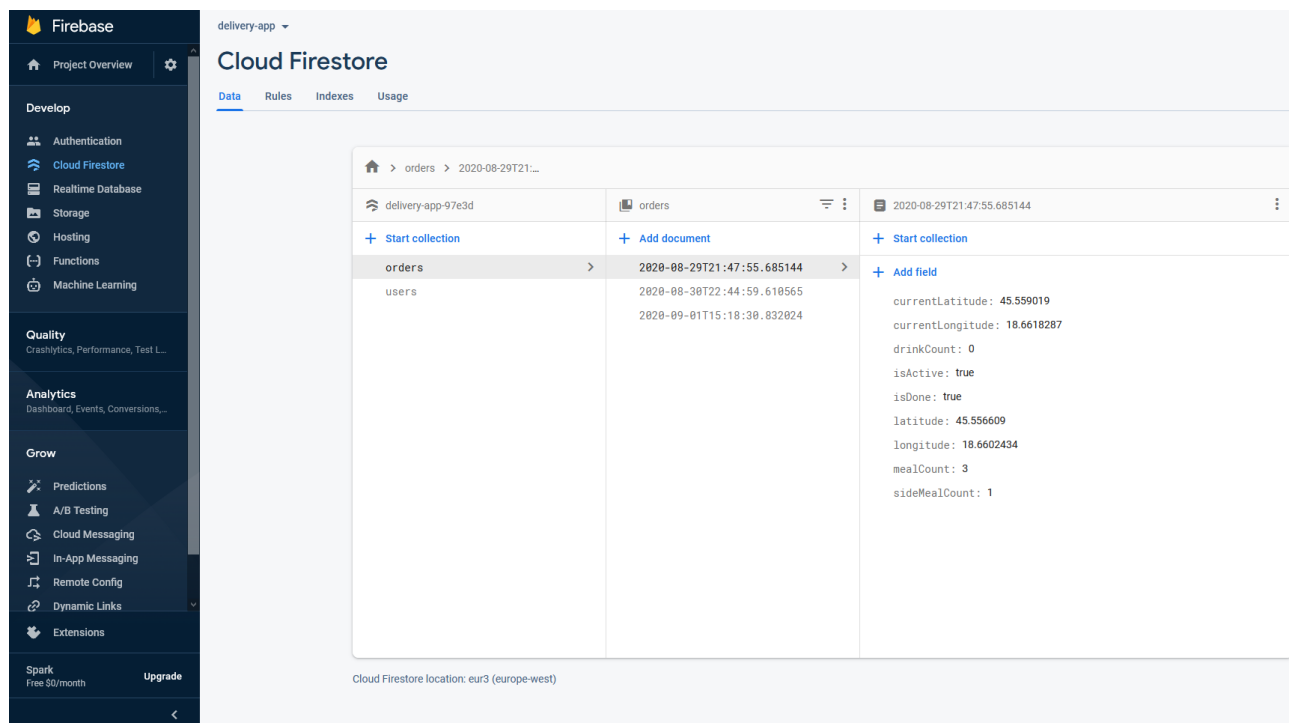 Firebase
Project Overview
Develop
Authentication
Cloud Firestore
Realtime Database
Storage
Hosting
Functions
Machine Learning
Quality
Crashlytics, Performance, Test L...
Analytics
Dashboard, Events, Conversions,...
Grow
Predictions
A/B Testing
Cloud Messaging
In-App Messaging
Remote Config
Dynamic Links
Extensions
Spark
Free $0/month
Upgrade
delivery-app
Cloud Firestore
Data Rules Indexes Usage
orders > 2020-08-29T21:...
delivery-app-97e3d
Start collection
orders
users
orders
Add document
2020-08-29T21:47:55.685144
2020-08-30T22:44:59.610565
2020-09-01T15:18:30.832024
2020-08-29T21:47:55.685144
Start collection
Add field
currentLatitude: 45.559019
currentLongitude: 18.6618287
drinkCount: 0
isActive: true
isDone: true
latitude: 45.556609
longitude: 18.6602434
mealCount: 3
sideMealCount: 1
Cloud Firestore location: eur3 (europe-west)